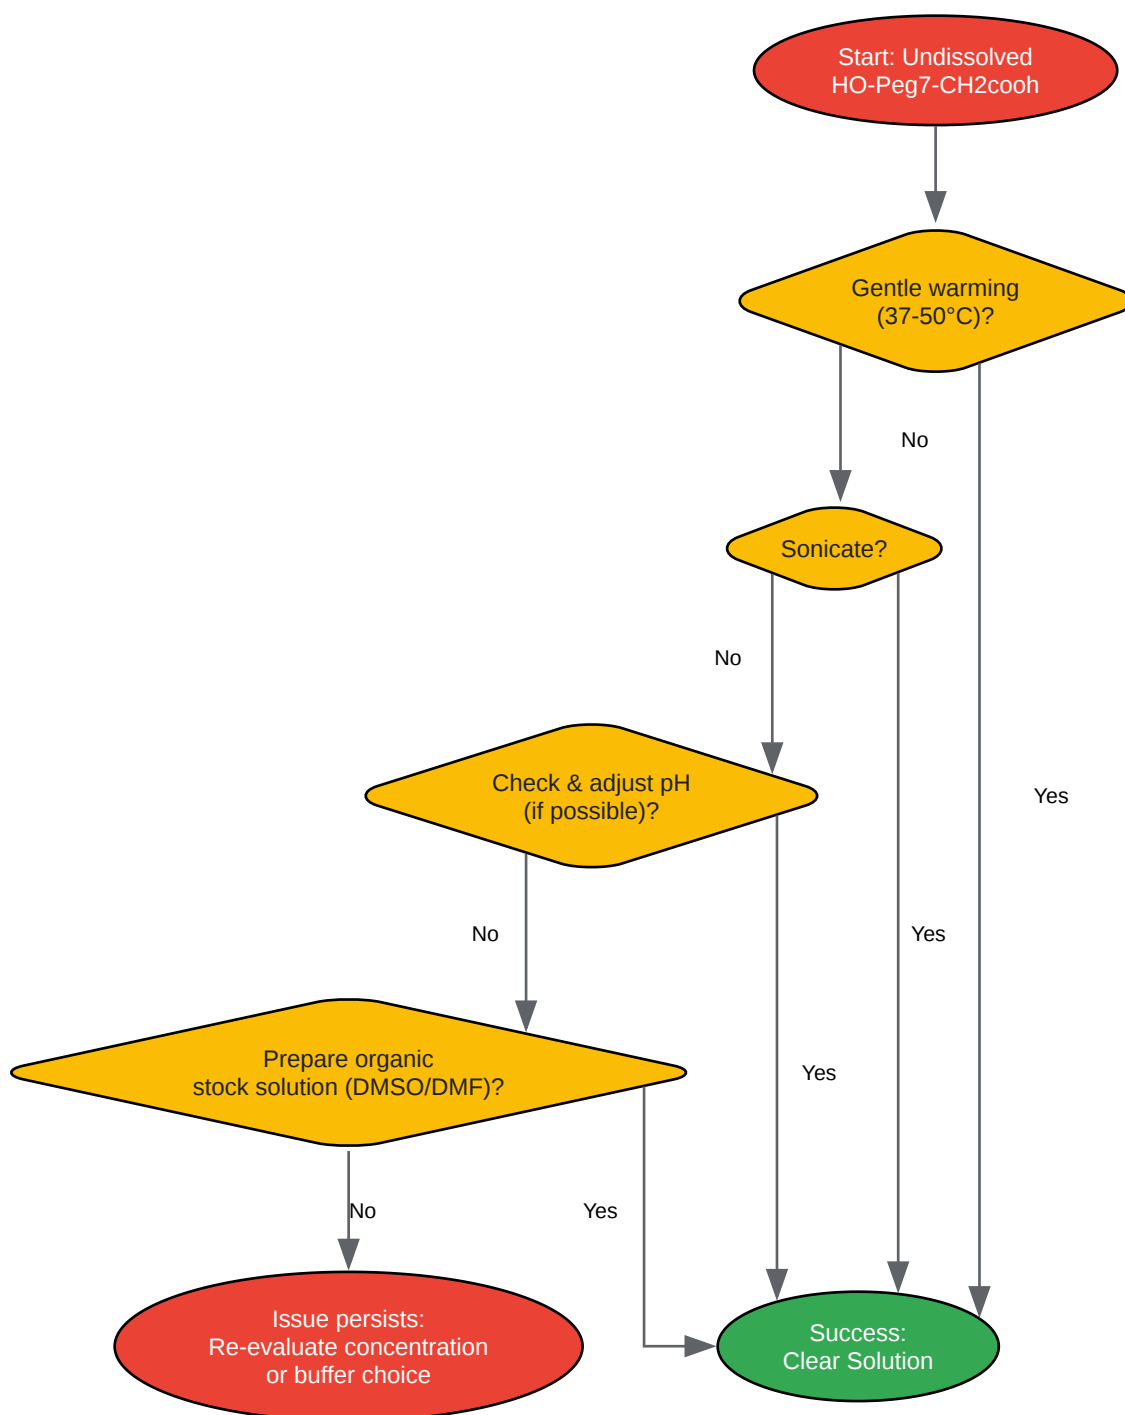 Start: Undissolved
HO-Peg7-CH2cooh
Gentle warming
(37-50°C)?
No
Sonicate?
No
Check & adjust pH
(if possible)?
Yes
No
Yes
Prepare organic
stock solution (DMSO/DMF)?
Yes
No
Yes
Issue persists:
Re-evaluate concentration
or buffer choice
Success:
Clear Solution